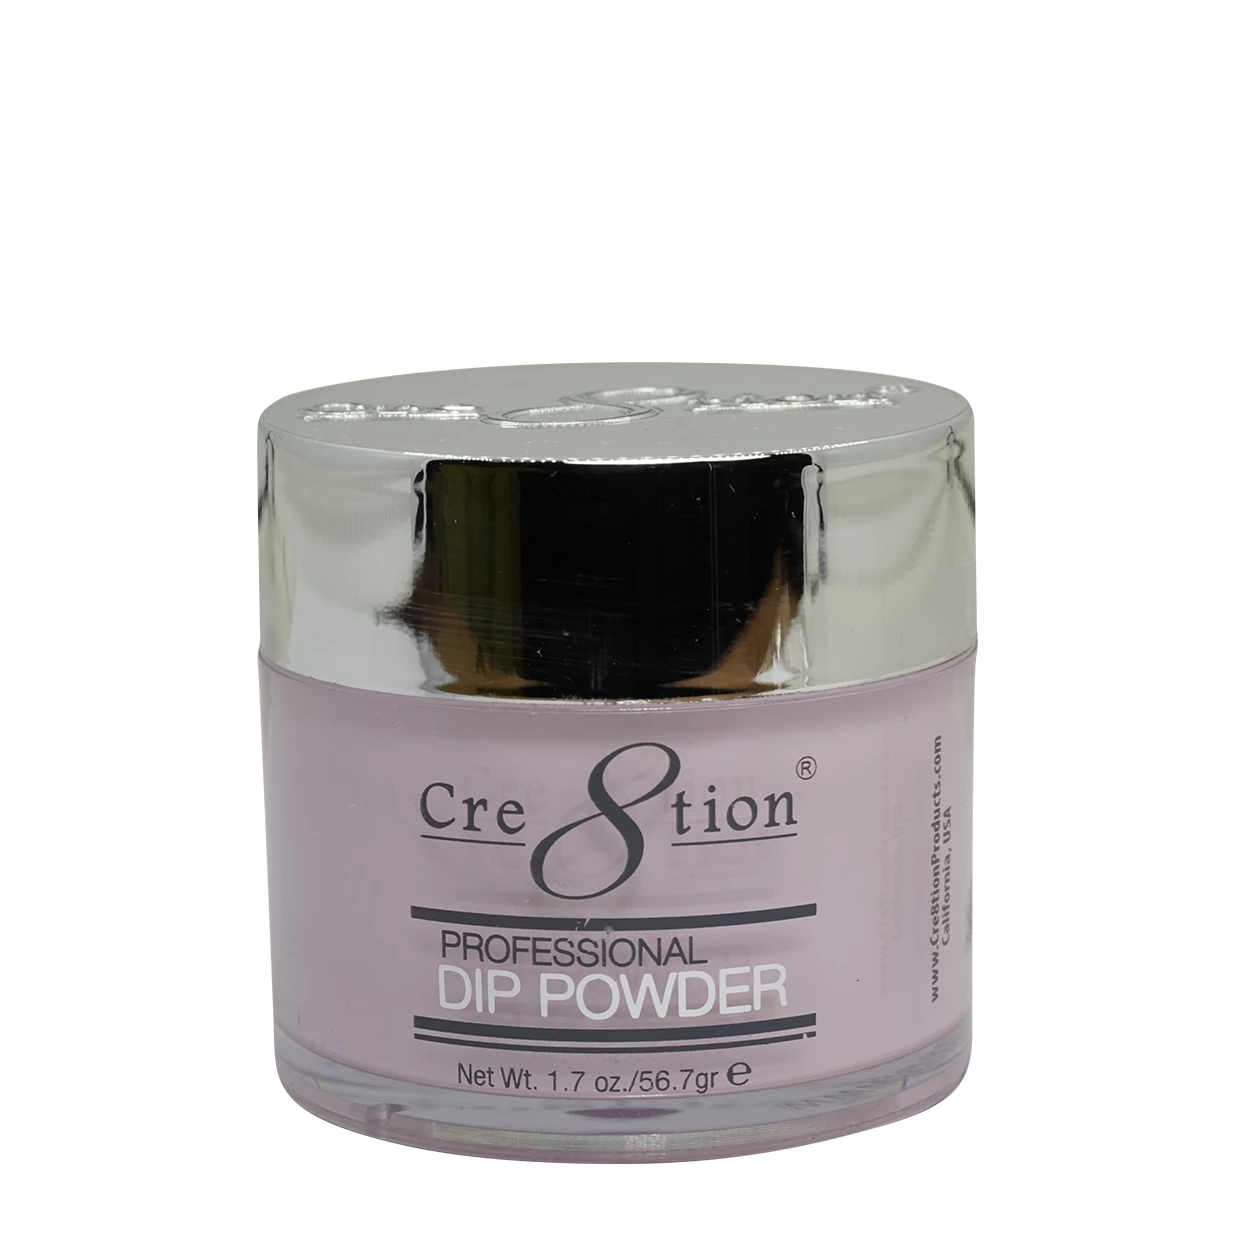 Cre8tion®
PROFESSIONAL
DIP POWDER
Net Wt. 1.7 oz./56.7gr ℮
www.Cre8tionProducts.com
California, USA